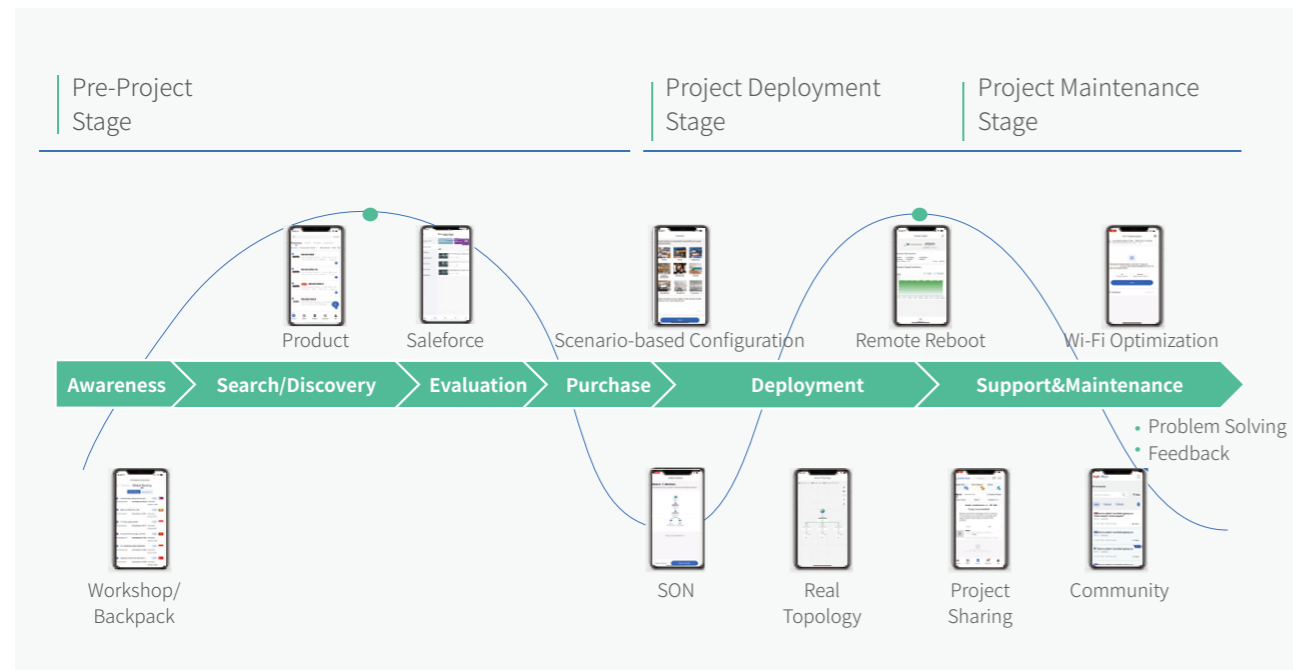 Pre-Project
Stage
Project Deployment
Stage
Project Maintenance
Stage
Product
Saleforce
Scenario-based Configuration
Remote Reboot
Wi-Fi Optimization
Awareness
Search/Discovery
Evaluation
Purchase
Deployment
Support&Maintenance
• Problem Solving
• Feedback
Workshop/
Backpack
SON
Real
Topology
Project
Sharing
Community